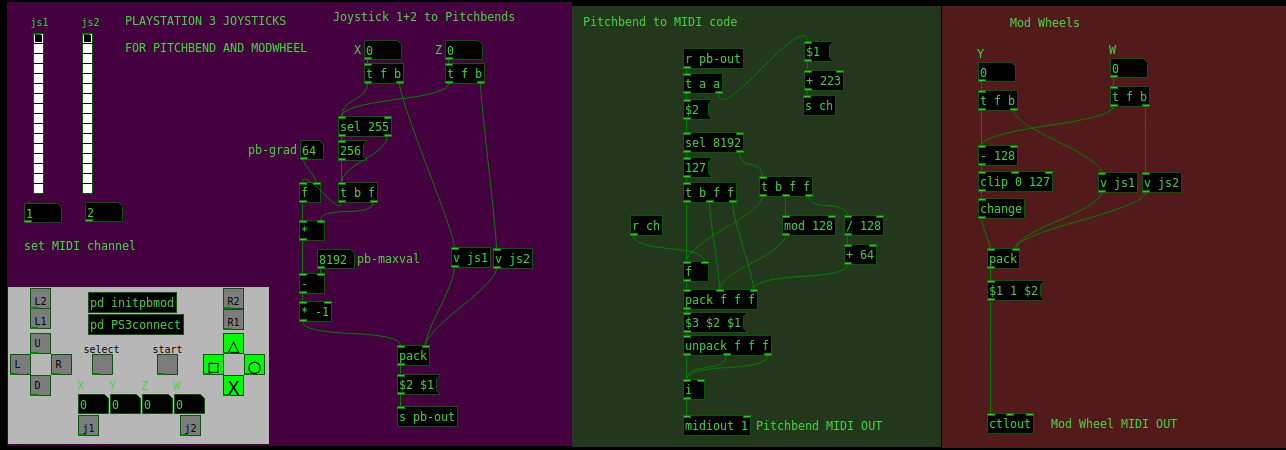 js1
js2
PLAYSTATION 3 JOYSTICKS
FOR PITCHBEND AND MODWHEEL
1
2
set MIDI channel
Joystick 1+2 to Pitchbends
X 0
Z 0
t f b
t f b
sel 255
pb-grad 64
256
f
t b f
*
8192 pb-maxval
v js1
v js2
-
* -1
pack
$2 $1
s pb-out
L2
L1
U
L
R
D
pd initpbmod
pd PS3connect
select
start
R2
R1
△
□
○
X
X Y Z W
0 0 0 0
j1
j2
Pitchbend to MIDI code
r pb-out
$1
t a a
+ 223
$2
s ch
sel 8192
127
t b f f
t b f f
r ch
mod 128
/ 128
+ 64
f
pack f f f
$3 $2 $1
unpack f f f
i
midiout 1 Pitchbend MIDI OUT
Mod Wheels
Y
W
0
0
t f b
t f b
- 128
clip 0 127
v js1
v js2
change
pack
$1 1 $2
ctlout Mod Wheel MIDI OUT